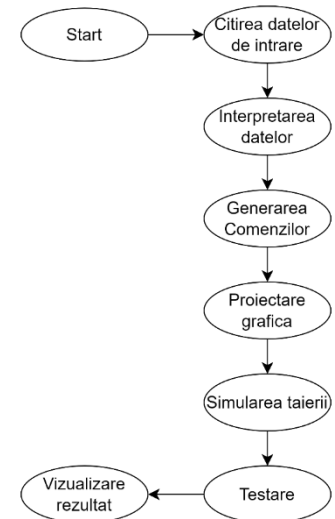 Start
Citirea datelor
de intrare
Interpretarea
datelor
Generarea
Comenzilor
Proiectare
grafica
Simularea taierii
Testare
Vizualizare
rezultat